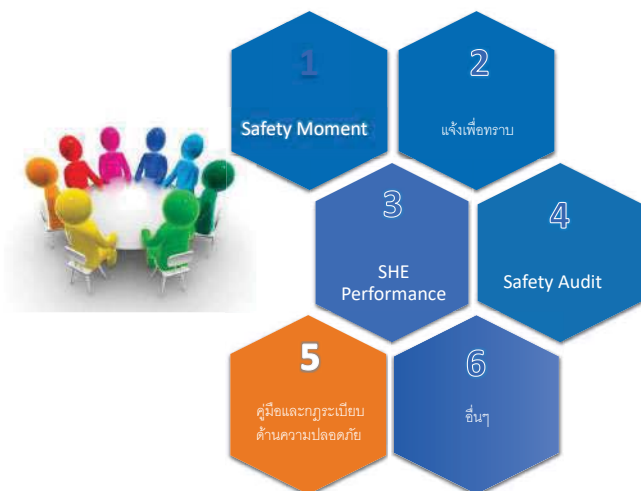 1
Safety Moment
2
แจ้งเพื่อทราบ
3
SHE
Performance
4
Safety Audit
5
คู่มือและกฎระเบียบ
ด้านความปลอดภัย
6
อื่นๆ